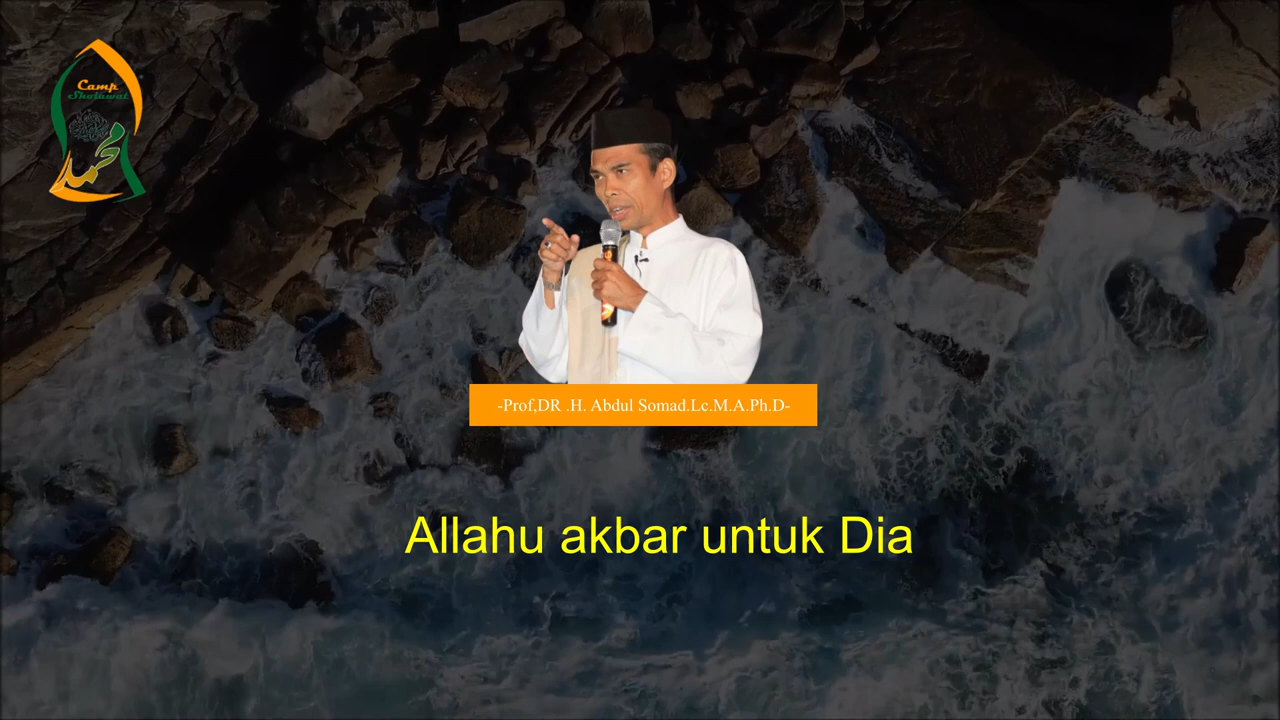 Camp
Sholawat
محمد
-Prof,DR .H. Abdul Somad.Lc.M.A.Ph.D-
Allahu akbar untuk Dia